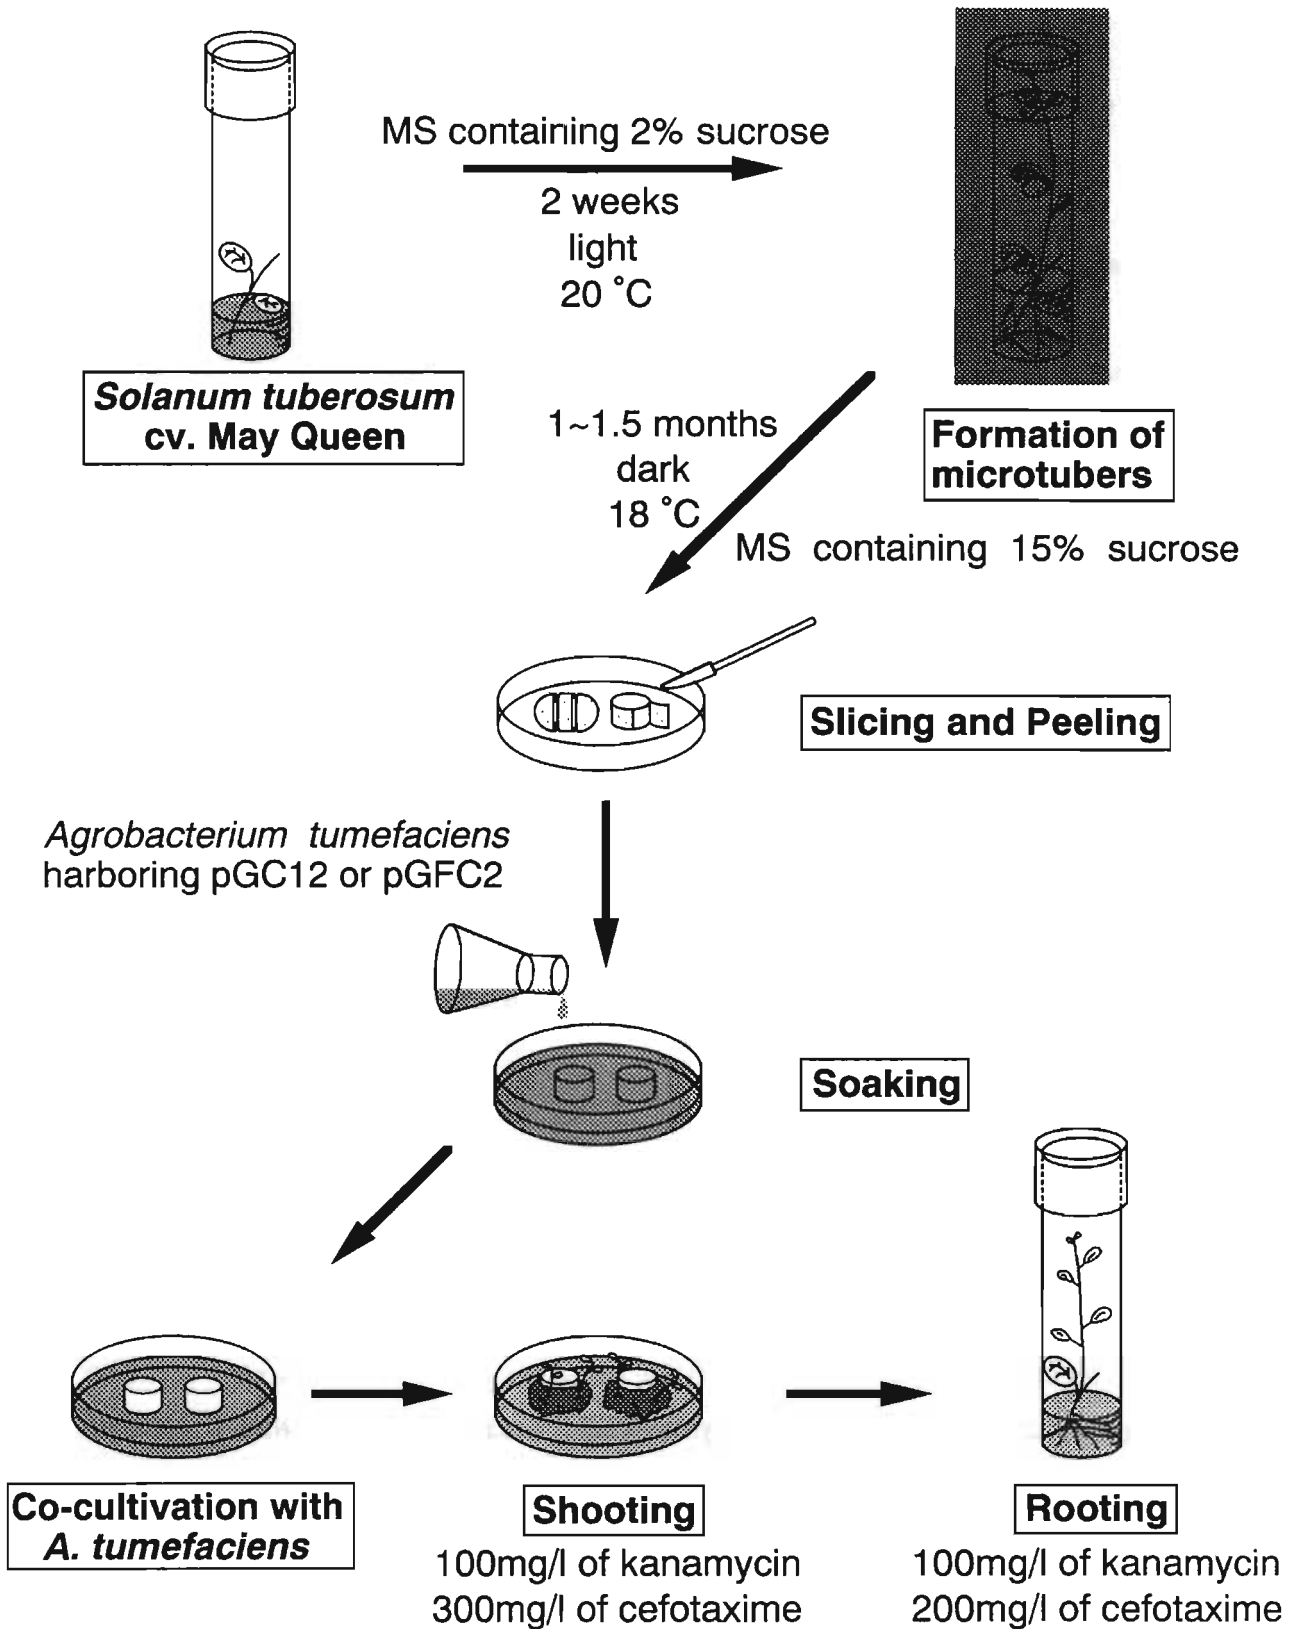 MS containing 2% sucrose
2 weeks
light
20 °C
Solanum tuberosum
cv. May Queen
Formation of
microtubers
1~1.5 months
dark
18 °C
MS containing 15% sucrose
Slicing and Peeling
Agrobacterium tumefaciens
harboring pGC12 or pGFC2
Soaking
Co-cultivation with
A. tumefaciens
Shooting
100mg/l of kanamycin
300mg/l of cefotaxime
Rooting
100mg/l of kanamycin
200mg/l of cefotaxime